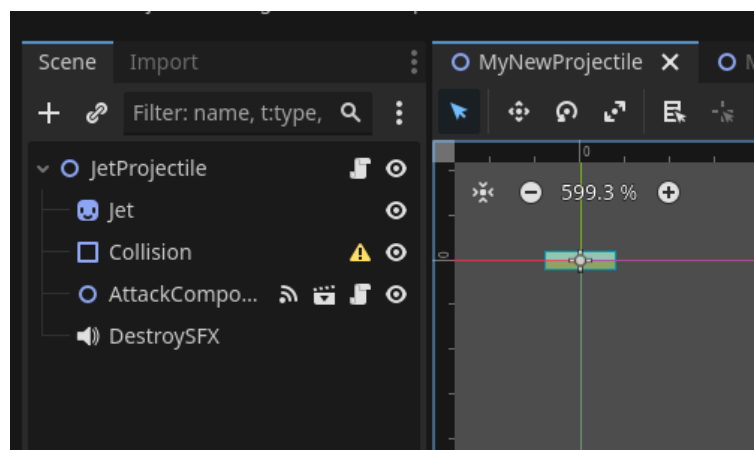 Scene Import
MyNewProjectile
Filter: name, t:type,
JetProjectile
Jet
Collision
AttackCompo...
DestroySFX
0
599.3 %
0